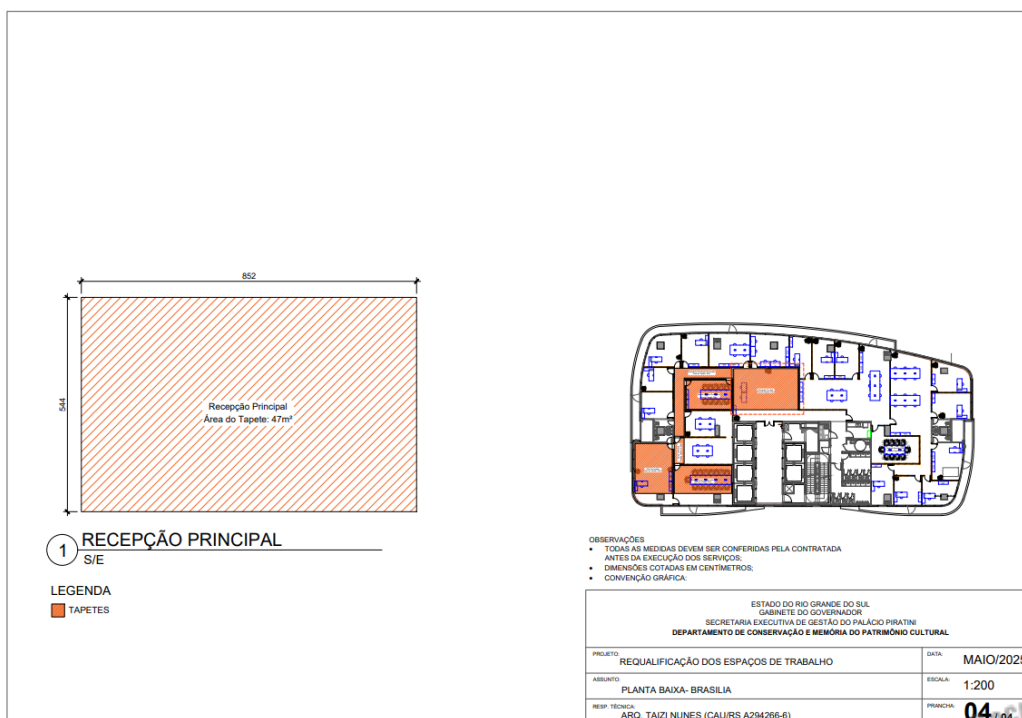 852
544
Recepção Principal
Área do Tapete: 47m²
1
RECEPÇÃO PRINCIPAL
S/E
LEGENDA
TAPETES
OBSERVAÇÕES
• TODAS AS MEDIDAS DEVEM SER CONFERIDAS PELA CONTRATADA
ANTES DA EXECUÇÃO DOS SERVIÇOS;
• DIMENSÕES COTADAS EM CENTÍMETROS;
• CONVENÇÃO GRÁFICA:
ESTADO DO RIO GRANDE DO SUL
GABINETE DO GOVERNADOR
SECRETARIA EXECUTIVA DE GESTÃO DO PALÁCIO PIRATINI
DEPARTAMENTO DE CONSERVAÇÃO E MEMÓRIA DO PATRIMÔNIO CULTURAL
PROJETO:
REQUALIFICAÇÃO DOS ESPAÇOS DE TRABALHO
DATA:
MAIO/2025
ASSUNTO:
PLANTA BAIXA- BRASILIA
ESCALA:
1:200
RESP. TÉCNICA:
ARQ. TAIZI NUNES (CAU/RS A294266-6)
PRANCHA:
04 / 04